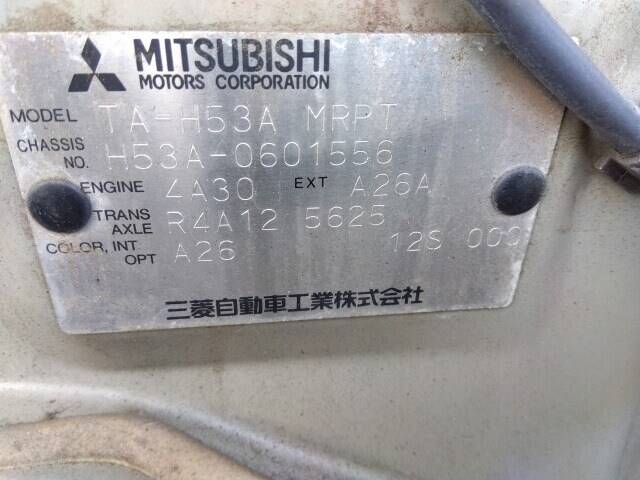 MITSUBISHI
MOTORS CORPORATION
MODEL TA-H53A MRPT
CHASSIS NO. H53A-0601556
ENGINE 4A30 EXT A26A
TRANS AXLE R4A12 5625
COLOR, INT OPT A26 12S 000
三菱自動車工業株式会社